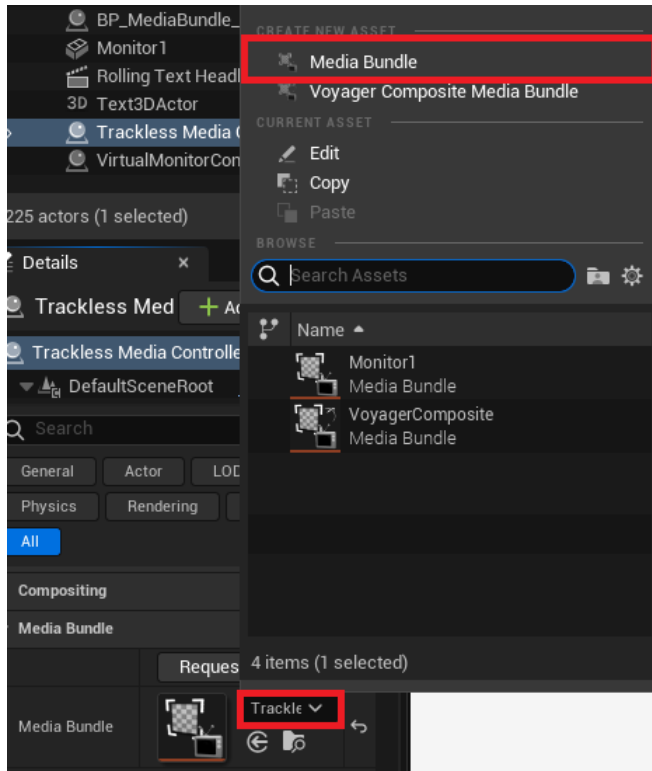 BP_MediaBundle_
Monitor1
Rolling Text Headl
3D Text3DActor
Trackless Media C
VirtualMonitorCon
225 actors (1 selected)
Details
Trackless Med + Ad
Trackless Media Controlle
DefaultSceneRoot
Search
General Actor LOD
Physics Rendering
All
Compositing
Media Bundle
Reques
Media Bundle
Trackle
CREATE NEW ASSET
Media Bundle
Voyager Composite Media Bundle
CURRENT ASSET
Edit
Copy
Paste
BROWSE
Search Assets
Name
Monitor1
Media Bundle
VoyagerComposite
Media Bundle
4 items (1 selected)